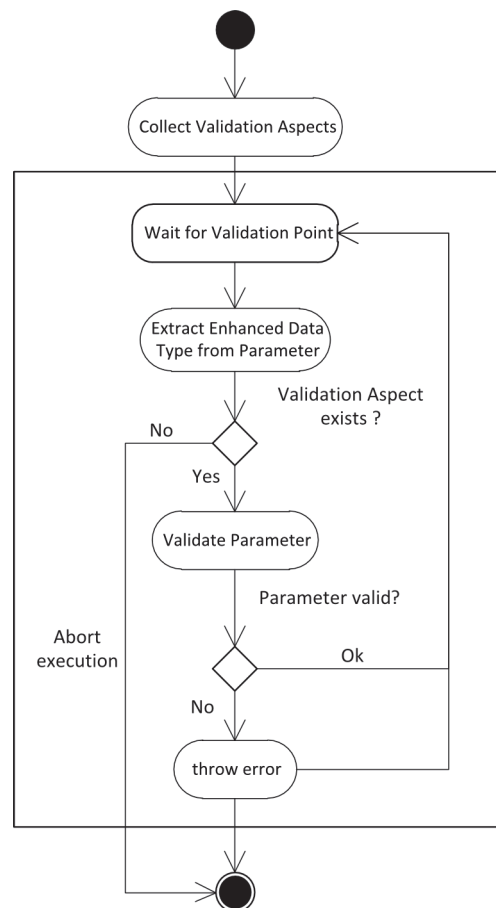 Collect Validation Aspects
Wait for Validation Point
Extract Enhanced Data
Type from Parameter
Validation Aspect
exists ?
No
Yes
Validate Parameter
Parameter valid?
Abort
execution
Ok
No
throw error